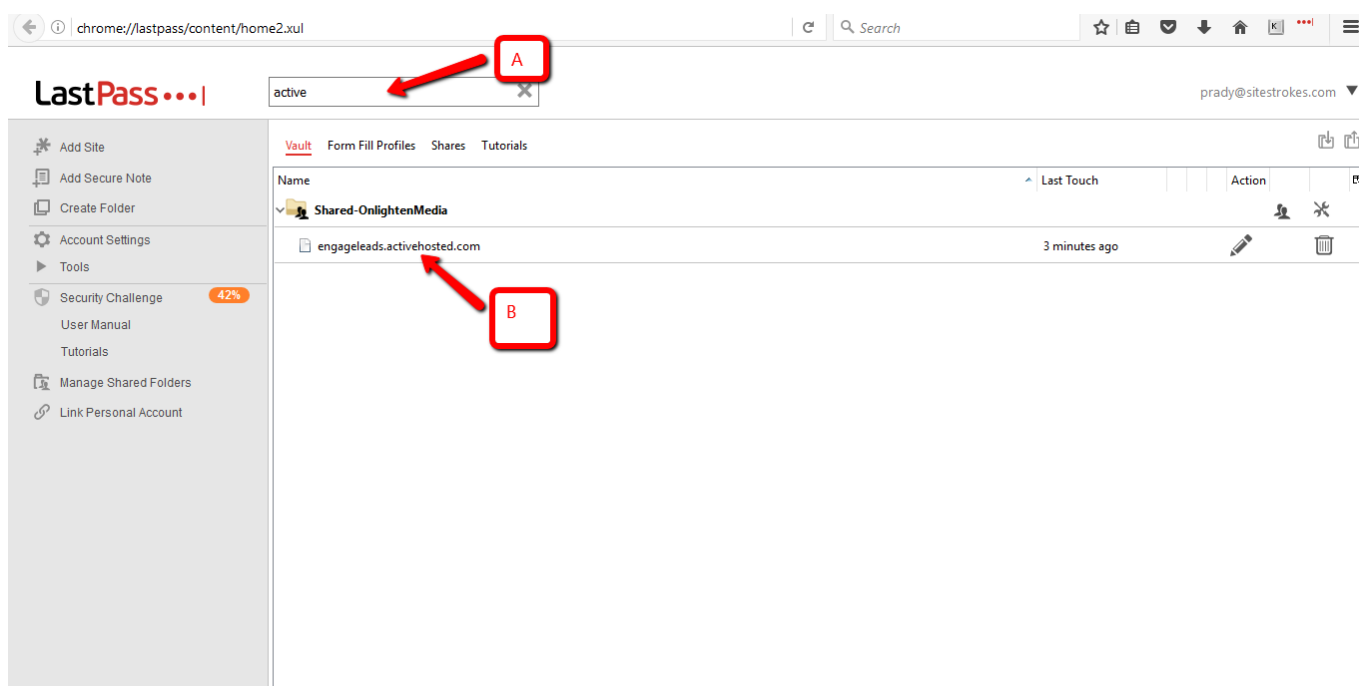 chrome://lastpass/content/home2.xul
Search
A
LastPass
active
prady@sitestrokes.com
Add Site
Add Secure Note
Create Folder
Account Settings
Tools
Security Challenge 42%
User Manual
Tutorials
Manage Shared Folders
Link Personal Account
Vault Form Fill Profiles Shares Tutorials
Name Last Touch Action
Shared-OnlightenMedia
engageleads.activehosted.com 3 minutes ago
B